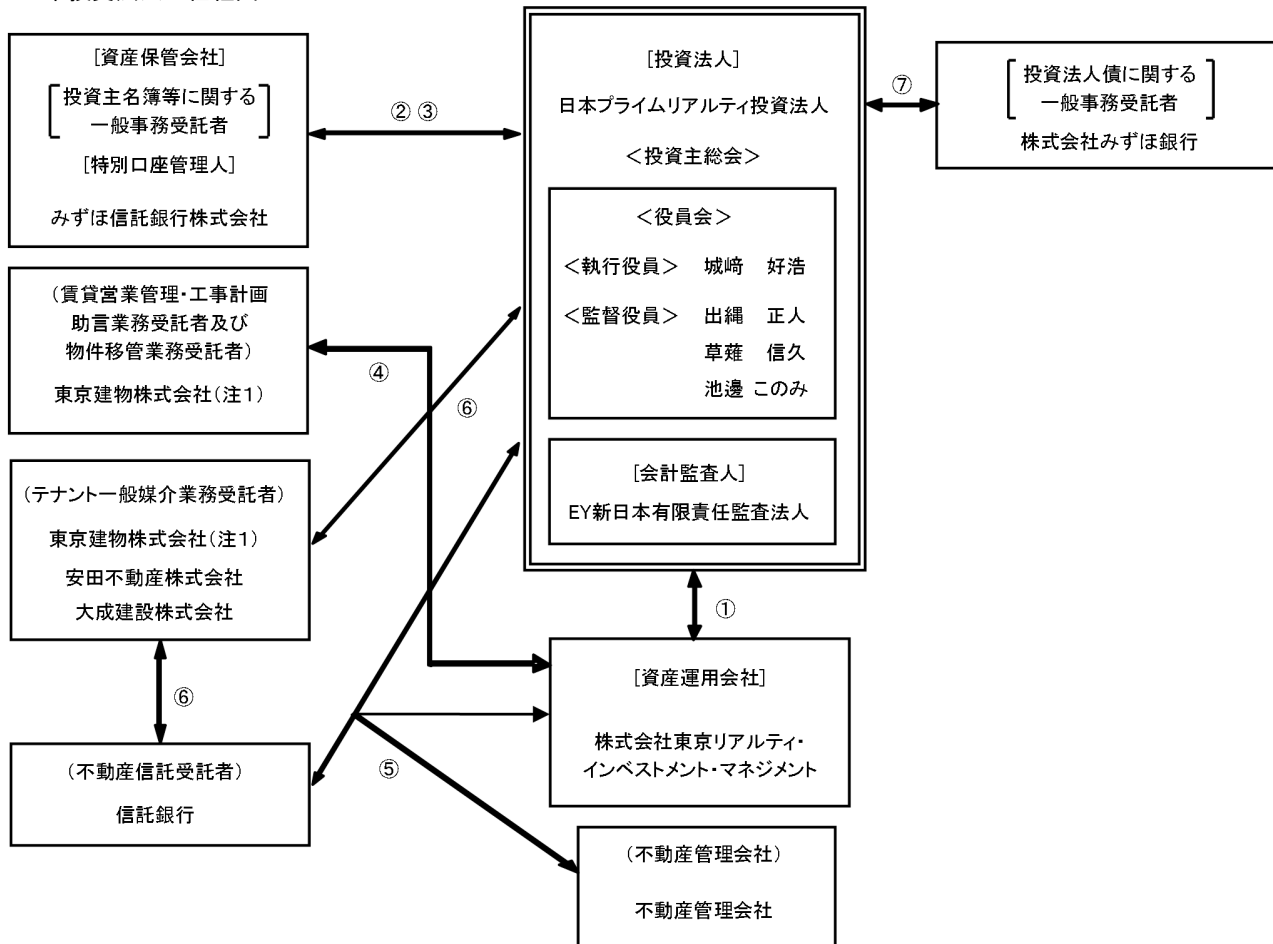 [資産保管会社]
投資主名簿等に関する
一般事務受託者
[特別口座管理人]
みずほ信託銀行株式会社
② ③
[投資法人]
日本プライムリアルティ投資法人
＜投資主総会＞
＜役員会＞
＜執行役員＞ 城﨑 好浩
＜監督役員＞ 出縄 正人
草薙 信久
池邊 このみ
[会計監査人]
EY新日本有限責任監査法人
⑦
投資法人債に関する
一般事務受託者
株式会社みずほ銀行
(賃貸営業管理・工事計画
助言業務受託者及び
物件移管業務受託者)
東京建物株式会社(注1)
④
⑥
(テナント一般媒介業務受託者)
東京建物株式会社(注1)
安田不動産株式会社
大成建設株式会社
⑥
(不動産信託受託者)
信託銀行
①
[資産運用会社]
株式会社東京リアルティ・
インベストメント・マネジメント
⑤
(不動産管理会社)
不動産管理会社